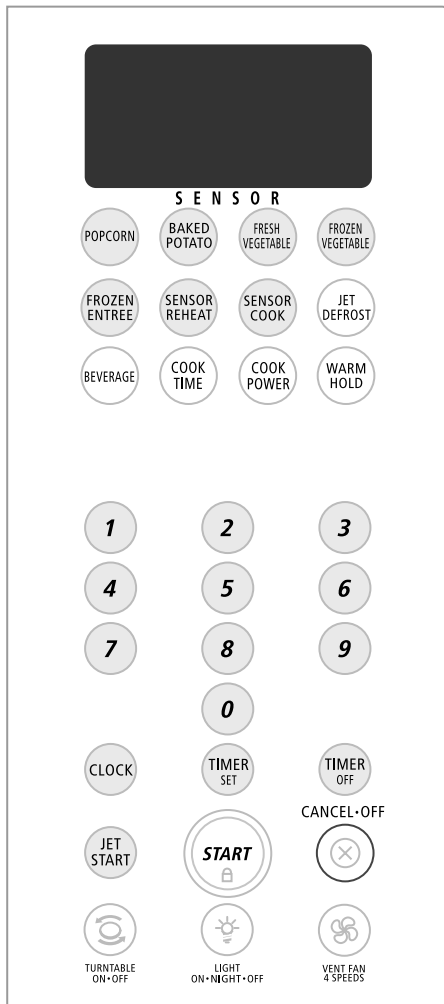 SENSOR
POPCORN
BAKED
POTATO
FRESH
VEGETABLE
FROZEN
VEGETABLE
FROZEN
ENTREE
SENSOR
REHEAT
SENSOR
COOK
JET
DEFROST
BEVERAGE
COOK
TIME
COOK
POWER
WARM
HOLD
1
2
3
4
5
6
7
8
9
0
CLOCK
TIMER
SET
TIMER
OFF
JET
START
START
CANCEL•OFF
TURNTABLE
ON•OFF
LIGHT
ON•NIGHT•OFF
VENT FAN
4 SPEEDS